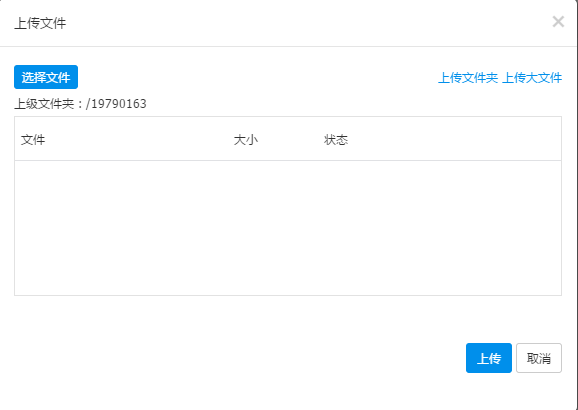 上传文件
选择文件
上传文件夹 上传大文件
上级文件夹：/19790163
文件 大小 状态
上传 取消